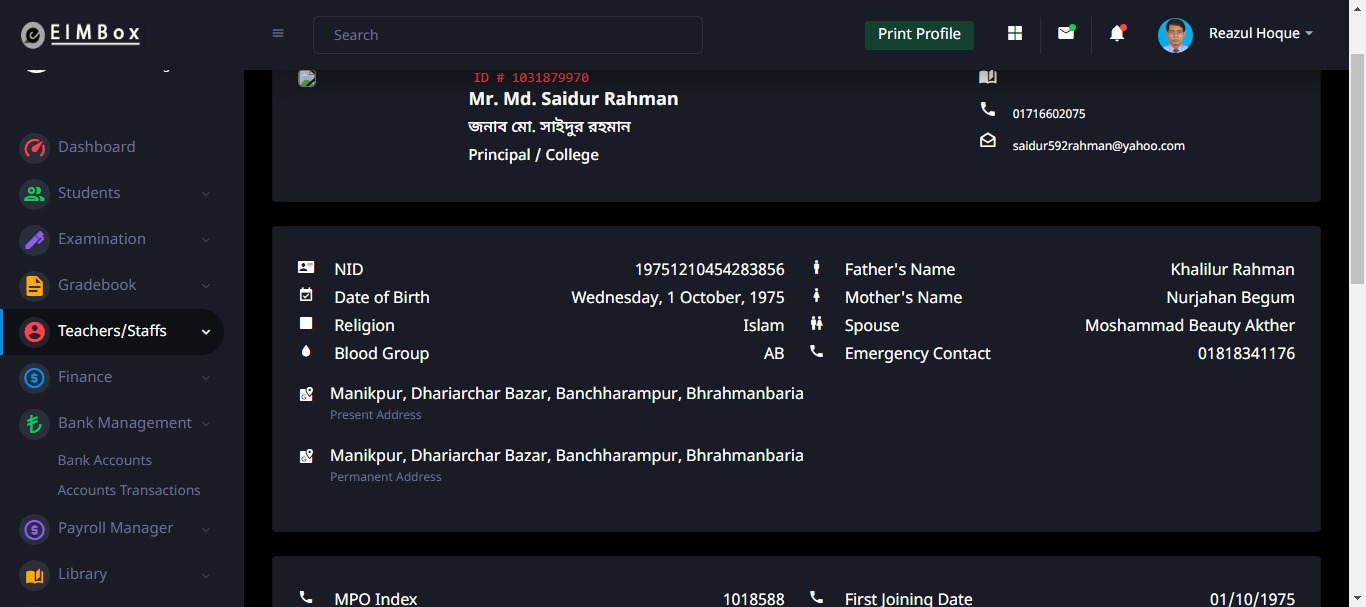 EIMBox
Search
Print Profile
Reazul Hoque
Dashboard
Students
Examination
Gradebook
Teachers/Staffs
Finance
Bank Management
Bank Accounts
Accounts Transactions
Payroll Manager
Library
ID # 1031879970
Mr. Md. Saidur Rahman
জনাব মো. সাইদুর রহমান
Principal / College
01716602075
saidur592rahman@yahoo.com
NID 19751210454283856
Date of Birth Wednesday, 1 October, 1975
Religion Islam
Blood Group AB
Father's Name Khalilur Rahman
Mother's Name Nurjahan Begum
Spouse Moshammad Beauty Akther
Emergency Contact 01818341176
Manikpur, Dhariarchar Bazar, Banchharampur, Bhrahmanbaria
Present Address
Manikpur, Dhariarchar Bazar, Banchharampur, Bhrahmanbaria
Permanent Address
MPO Index 1018588
First Joining Date 01/10/1975